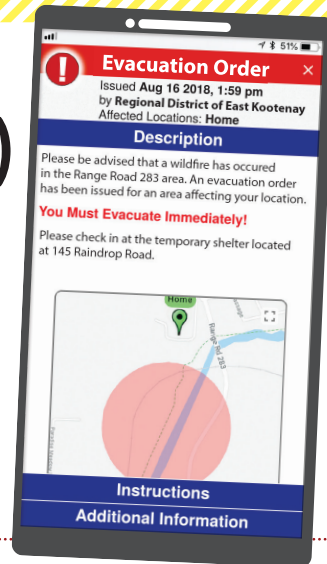 51%
Evacuation Order
Issued Aug 16 2018, 1:59 pm
by Regional District of East Kootenay
Affected Locations: Home
Description
Please be advised that a wildfire has occured
in the Range Road 283 area. An evacuation order
has been issued for an area affecting your location.
You Must Evacuate Immediately!
Please check in at the temporary shelter located
at 145 Raindrop Road.
Home
Range Rd 283
Instructions
Additional Information